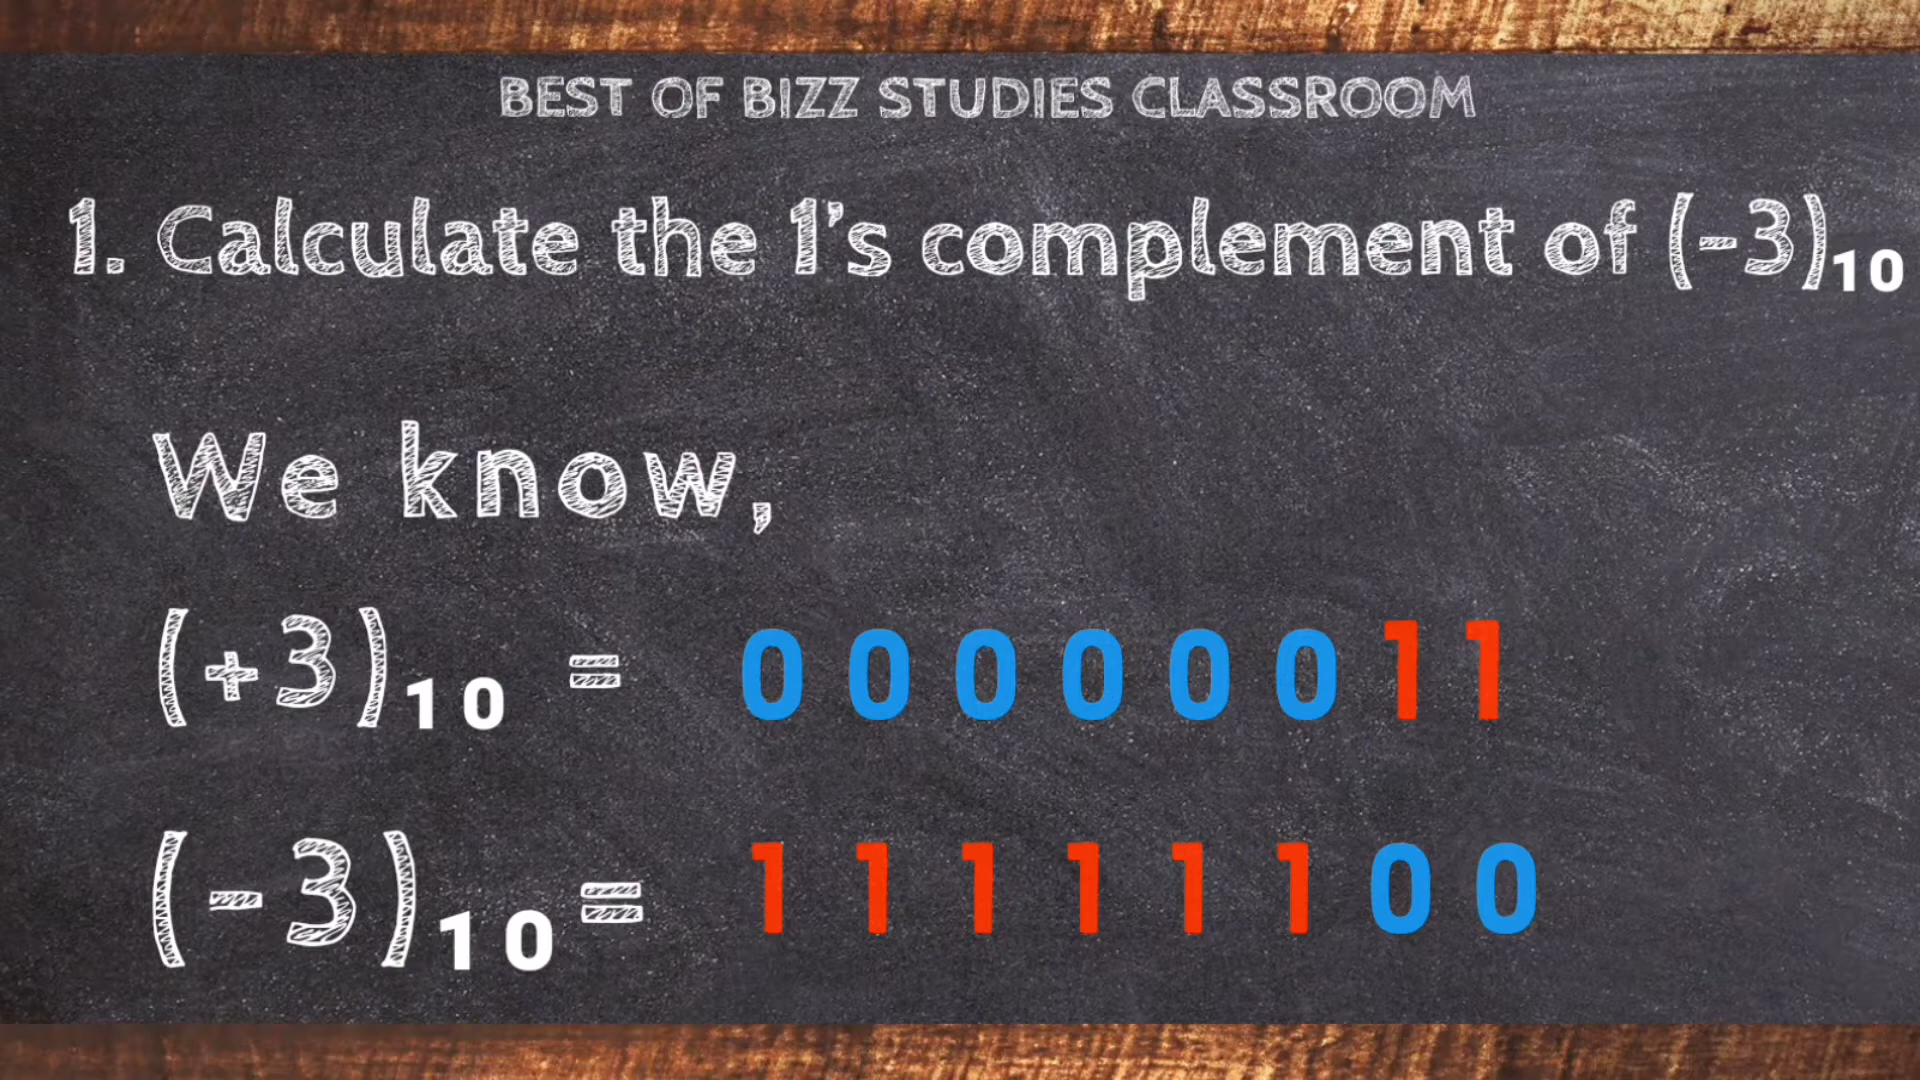 BEST OF BIZZ STUDIES CLASSROOM
1. Calculate the 1's complement of (-3)₁₀
We know,
(+3)₁₀ = 00000011
(-3)₁₀ = 11111100